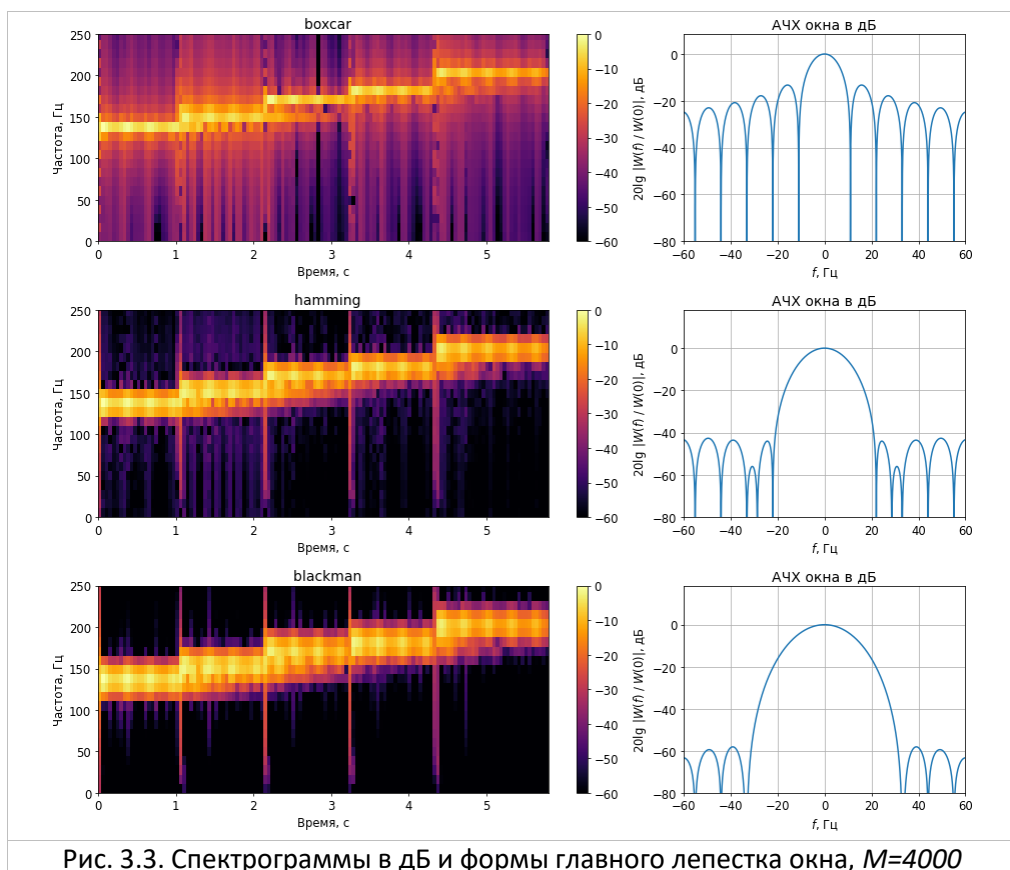 boxcar
250
200
150
100
50
0
0 1 2 3 4 5
Частота, Гц
Время, с
0
−10
−20
−30
−40
−50
−60
АЧХ окна в дБ
0
−20
−40
−60
−80
−60 −40 −20 0 20 40 60
20lg |W(f) / W(0)|, дБ
f, Гц
hamming
250
200
150
100
50
0
0 1 2 3 4 5
Частота, Гц
Время, с
0
−10
−20
−30
−40
−50
−60
АЧХ окна в дБ
0
−20
−40
−60
−80
−60 −40 −20 0 20 40 60
20lg |W(f) / W(0)|, дБ
f, Гц
blackman
250
200
150
100
50
0
0 1 2 3 4 5
Частота, Гц
Время, с
0
−10
−20
−30
−40
−50
−60
АЧХ окна в дБ
0
−20
−40
−60
−80
−60 −40 −20 0 20 40 60
20lg |W(f) / W(0)|, дБ
f, Гц
Рис. 3.3. Спектрограммы в дБ и формы главного лепестка окна, M=4000